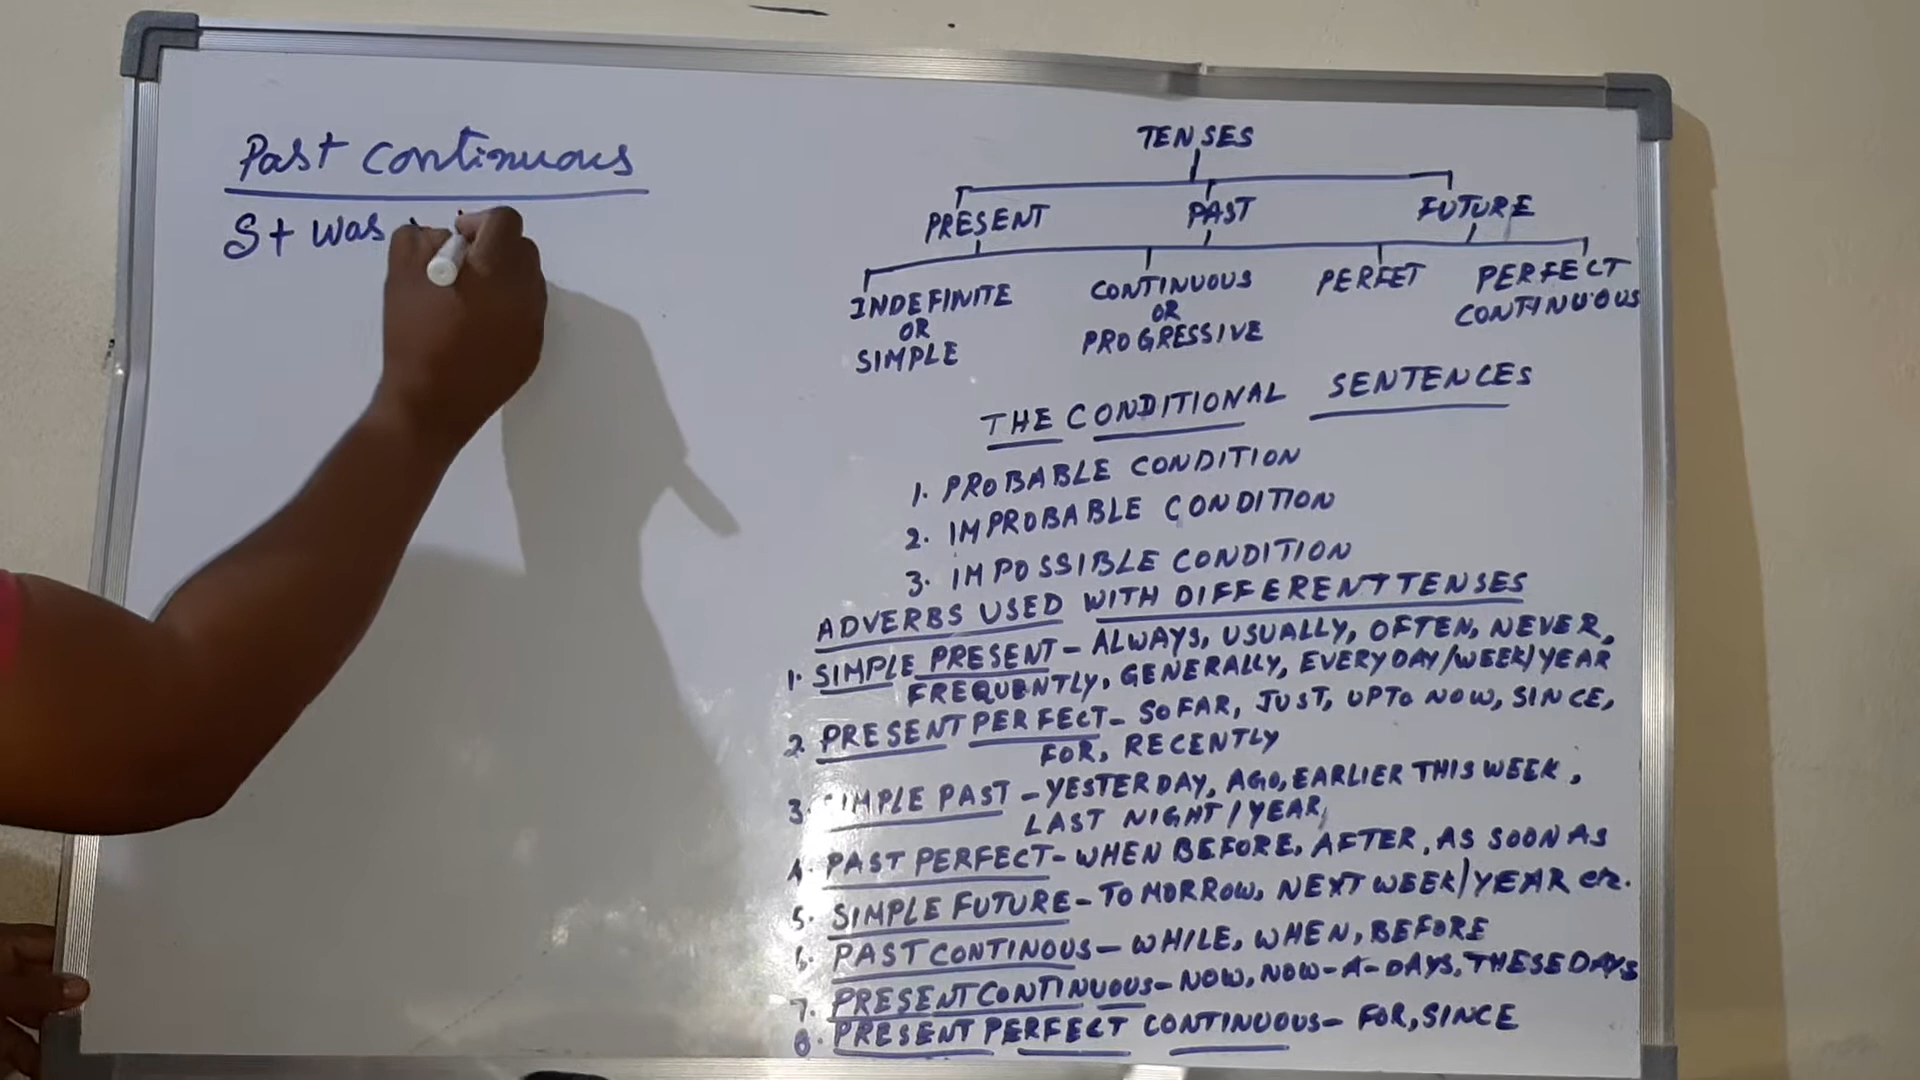 Past Continuous
S + was
TENSES
PRESENT PAST FUTURE
INDEFINITE OR SIMPLE
CONTINUOUS OR PROGRESSIVE
PERFET
PERFECT CONTINUOUS
THE CONDITIONAL SENTENCES
1. PROBABLE CONDITION
2. IMPROBABLE CONDITION
3. IMPOSSIBLE CONDITION
ADVERBS USED WITH DIFFERENT TENSES
1. SIMPLE PRESENT - ALWAYS, USUALLY, OFTEN, NEVER,
FREQUENTLY, GENERALLY, EVERYDAY/WEEK/YEAR
2. PRESENT PERFECT - SO FAR, JUST, UPTO NOW, SINCE,
FOR, RECENTLY
3. SIMPLE PAST - YESTERDAY, AGO, EARLIER THIS WEEK,
LAST NIGHT/YEAR,
4. PAST PERFECT - WHEN BEFORE, AFTER, AS SOON AS
5. SIMPLE FUTURE - TOMORROW, NEXT WEEK/YEAR etc.
6. PAST CONTINOUS - WHILE, WHEN, BEFORE
7. PRESENT CONTINUOUS - NOW, NOW-A-DAYS, THESE DAYS
8. PRESENT PERFECT CONTINUOUS - FOR, SINCE